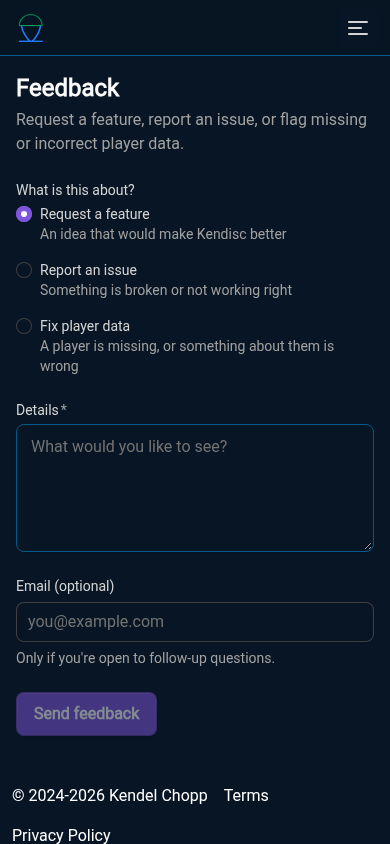 Feedback
Request a feature, report an issue, or flag missing
or incorrect player data.
What is this about?
Request a feature
An idea that would make Kendisc better
Report an issue
Something is broken or not working right
Fix player data
A player is missing, or something about them is
wrong
Details *
What would you like to see?
Email (optional)
you@example.com
Only if you're open to follow-up questions.
Send feedback
© 2024-2026 Kendel Chopp Terms
Privacy Policy